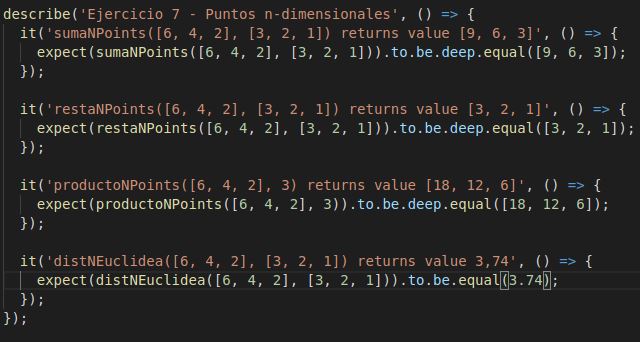 describe('Ejercicio 7 - Puntos n-dimensionales', () => {
it('sumaNPoints([6, 4, 2], [3, 2, 1]) returns value [9, 6, 3]', () => {
expect(sumaNPoints([6, 4, 2], [3, 2, 1])).to.be.deep.equal([9, 6, 3]);
});
it('restaNPoints([6, 4, 2], [3, 2, 1]) returns value [3, 2, 1]', () => {
expect(restaNPoints([6, 4, 2], [3, 2, 1])).to.be.deep.equal([3, 2, 1]);
});
it('productoNPoints([6, 4, 2], 3) returns value [18, 12, 6]', () => {
expect(productoNPoints([6, 4, 2], 3)).to.be.deep.equal([18, 12, 6]);
});
it('distNEuclidea([6, 4, 2], [3, 2, 1]) returns value 3,74', () => {
expect(distNEuclidea([6, 4, 2], [3, 2, 1])).to.be.equal(3.74);
});
});